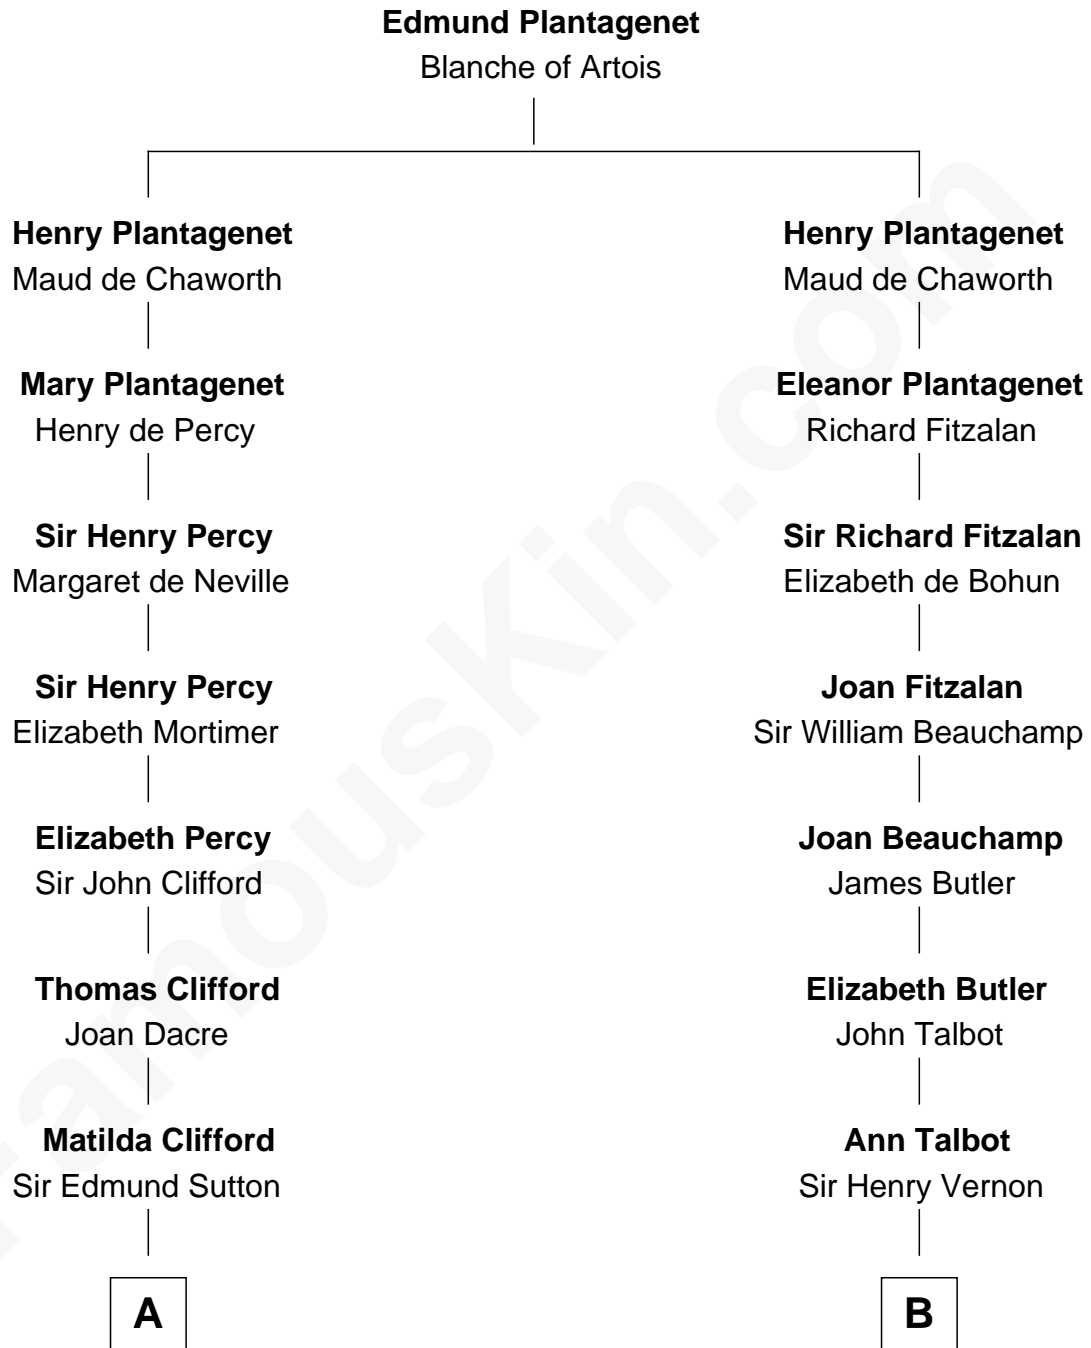 Edmund Plantagenet
Blanche of Artois
Henry Plantagenet
Maud de Chaworth
Mary Plantagenet
Henry de Percy
Sir Henry Percy
Margaret de Neville
Sir Henry Percy
Elizabeth Mortimer
Elizabeth Percy
Sir John Clifford
Thomas Clifford
Joan Dacre
Matilda Clifford
Sir Edmund Sutton
A
Henry Plantagenet
Maud de Chaworth
Eleanor Plantagenet
Richard Fitzalan
Sir Richard Fitzalan
Elizabeth de Bohun
Joan Fitzalan
Sir William Beauchamp
Joan Beauchamp
James Butler
Elizabeth Butler
John Talbot
Ann Talbot
Sir Henry Vernon
B
FamousKin.com